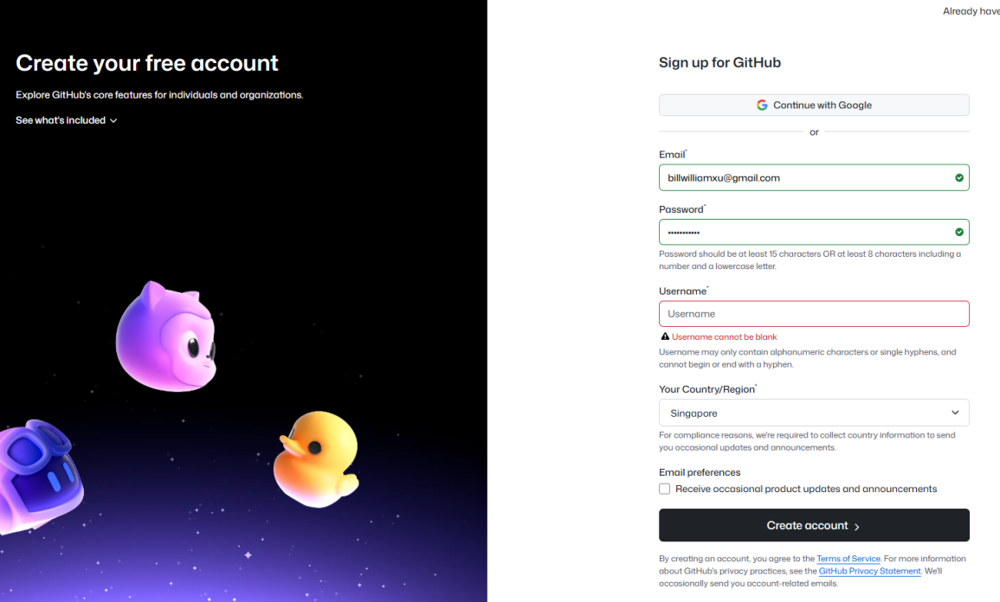 Already have
Create your free account
Explore GitHub's core features for individuals and organizations.
See what's included
Sign up for GitHub
Continue with Google
or
Email*
billwilliamxu@gmail.com
Password*
•••••••••••
Password should be at least 15 characters OR at least 8 characters including a
number and a lowercase letter.
Username*
Username
Username cannot be blank
Username may only contain alphanumeric characters or single hyphens, and
cannot begin or end with a hyphen.
Your Country/Region*
Singapore
For compliance reasons, we're required to collect country information to send
you occasional updates and announcements.
Email preferences
Receive occasional product updates and announcements
Create account
By creating an account, you agree to the Terms of Service. For more information
about GitHub's privacy practices, see the GitHub Privacy Statement. We'll
occasionally send you account-related emails.